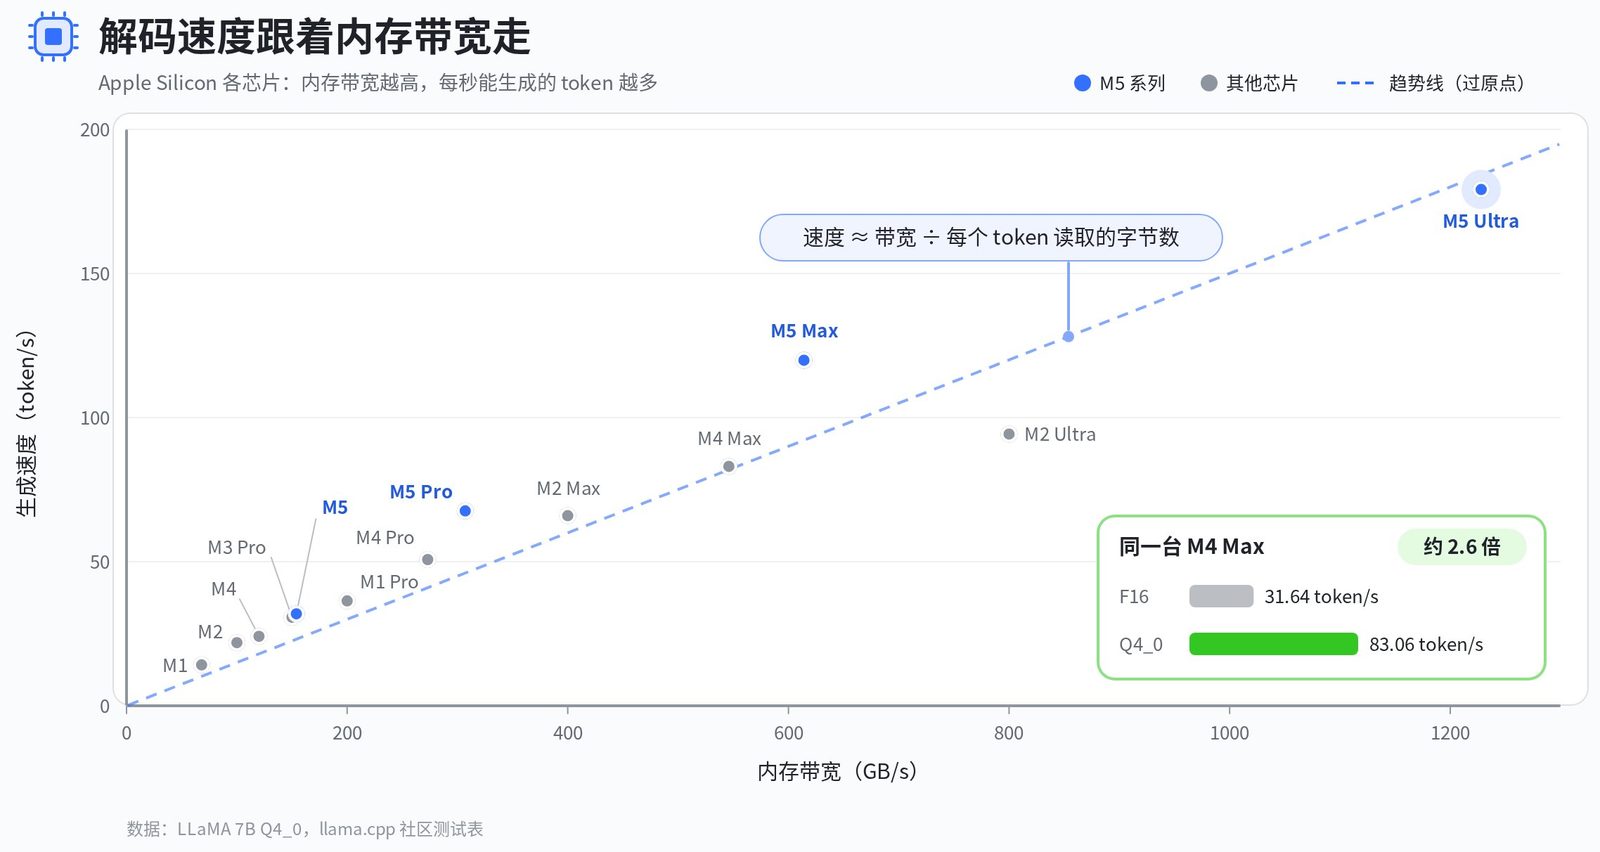 解码速度跟着内存带宽走
Apple Silicon 各芯片：内存带宽越高，每秒能生成的 token 越多
M5 系列
其他芯片
趋势线（过原点）
生成速度（token/s）
200
150
100
50
0
速度 ≈ 带宽 ÷ 每个 token 读取的字节数
M5 Ultra
M5 Max
M2 Ultra
M4 Max
M2 Max
M5 Pro
M5
M4 Pro
M3 Pro
M1 Pro
M4
M2
M1
同一台 M4 Max
约 2.6 倍
F16
31.64 token/s
Q4_0
83.06 token/s
0
200
400
600
800
1000
1200
内存带宽（GB/s）
数据：LLaMA 7B Q4_0，llama.cpp 社区测试表